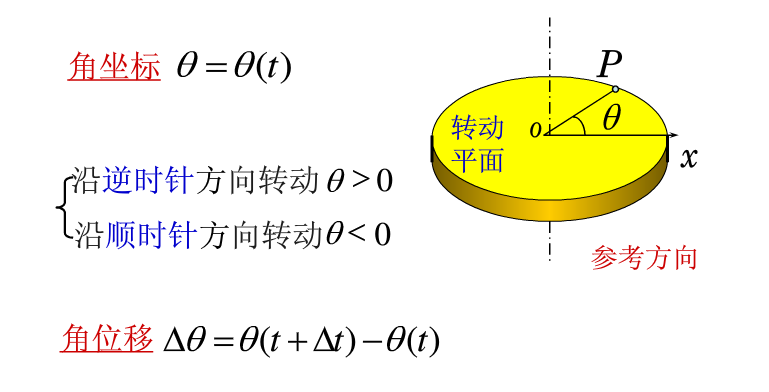 角坐标 θ = θ(t)
P
转动
平面
o
θ
x
沿逆时针方向转动 θ > 0
沿顺时针方向转动 θ < 0
参考方向
角位移 Δθ = θ(t + Δt) − θ(t)